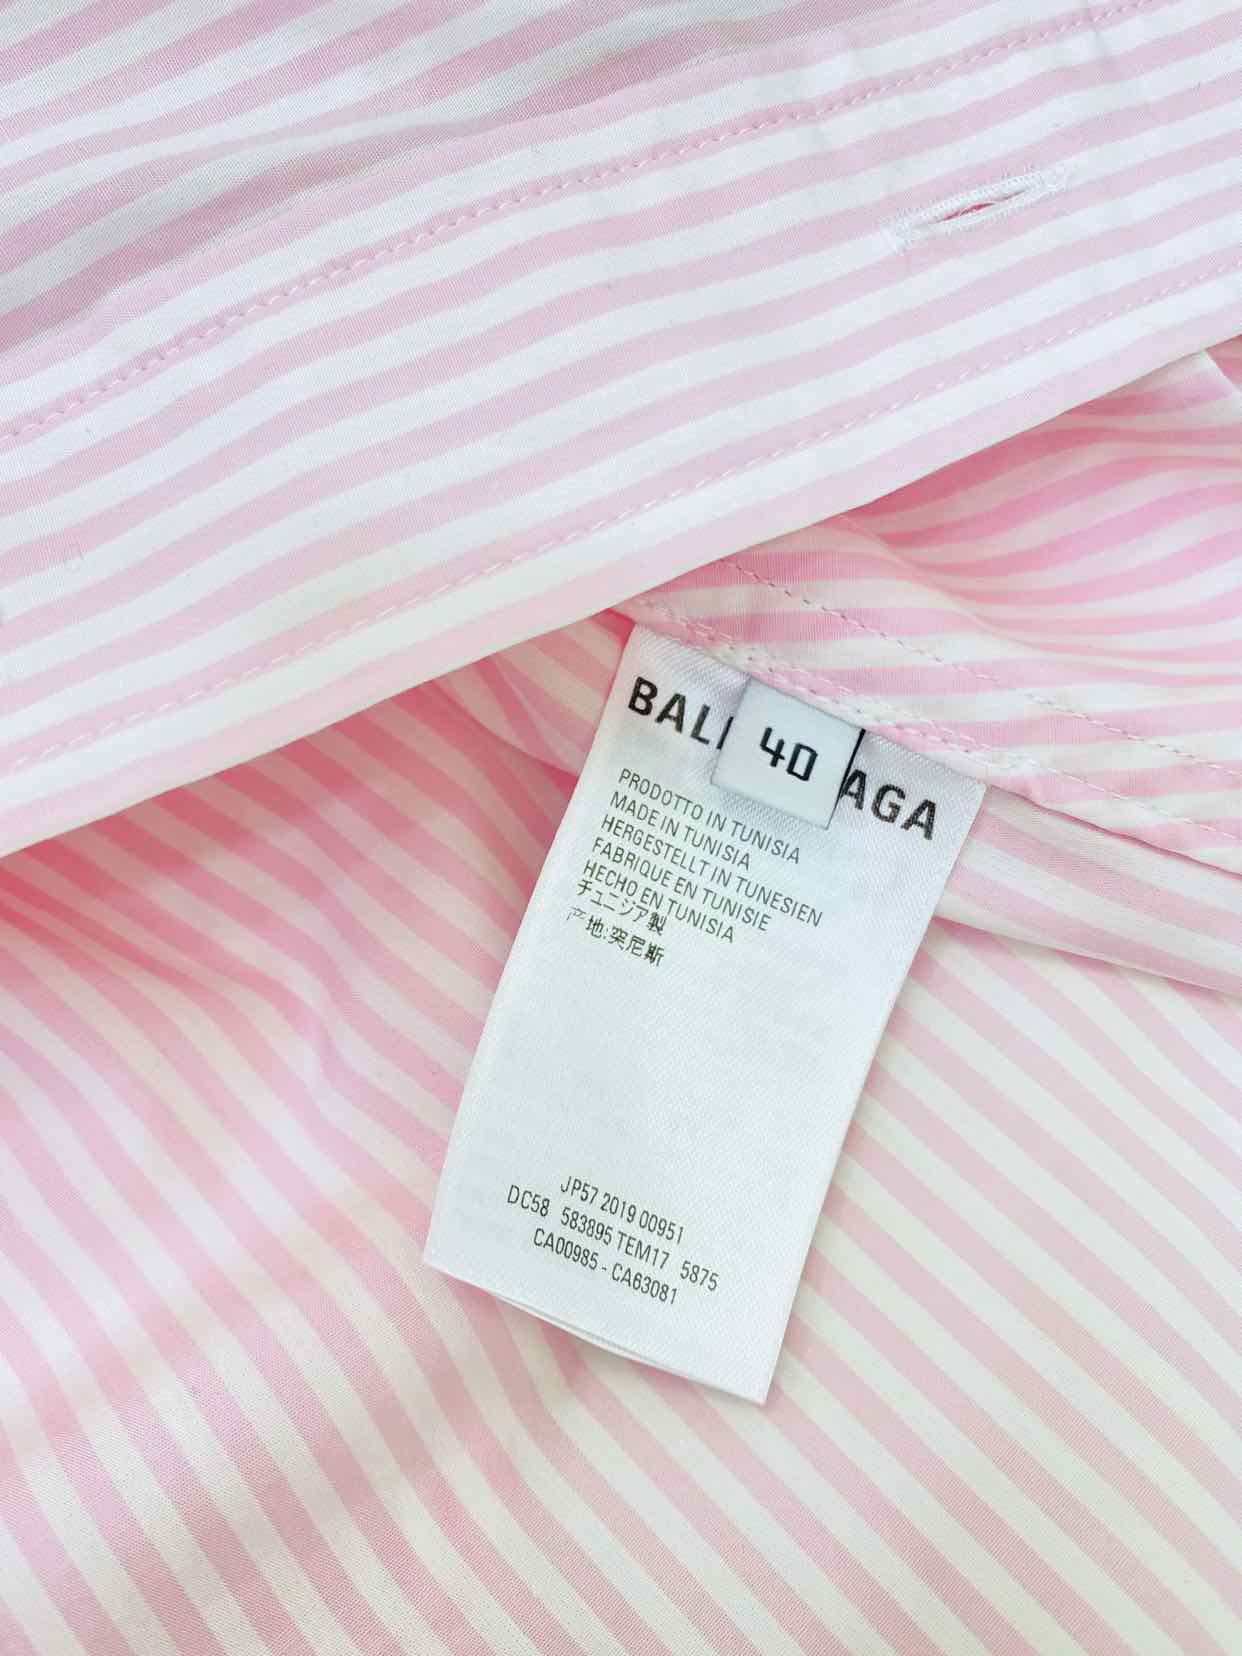 BAL AGA
40
PRODOTTO IN TUNISIA
MADE IN TUNISIA
HERGESTELLT IN TUNESIEN
FABRIQUE EN TUNISIE
HECHO EN TUNISIA
チュニジア製
产地:突尼斯
JP57 2019 00951
DC58 583895 TEM17 5875
CA00985 - CA63081